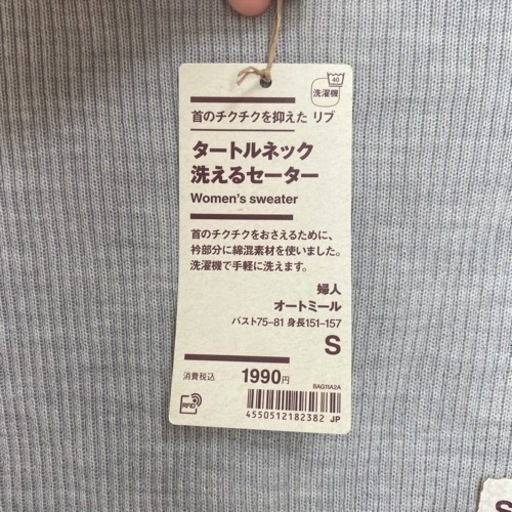 40
洗濯機
首のチクチクを抑えた リブ
タートルネック
洗えるセーター
Women's sweater
首のチクチクをおさえるために、
衿部分に綿混素材を使いました。
洗濯機で手軽に洗えます。
婦人
オートミール
バスト75–81 身長151–157
S
消費税込 1990円
BAG11A2A
RFID
4550512182382 JP
S